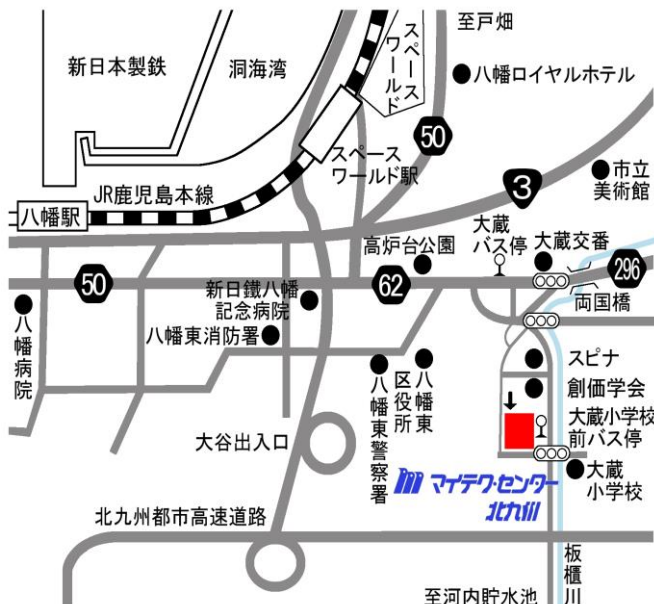 至戸畑
スペース
ワールド
新日本製鉄
洞海湾
八幡ロイヤルホテル
50
スペース
ワールド駅
市立
美術館
3
JR鹿児島本線
八幡駅
大蔵
バス停
大蔵交番
高炉台公園
296
50
62
新日鐵八幡
記念病院
両国橋
八幡病院
八幡東消防署
スピナ
八幡東
区役所
八幡東警察署
創価学会
大蔵小学校
前バス停
大谷出入口
大蔵
小学校
マイテク・センター
北九州
北九州都市高速道路
板櫃川
至河内貯水池